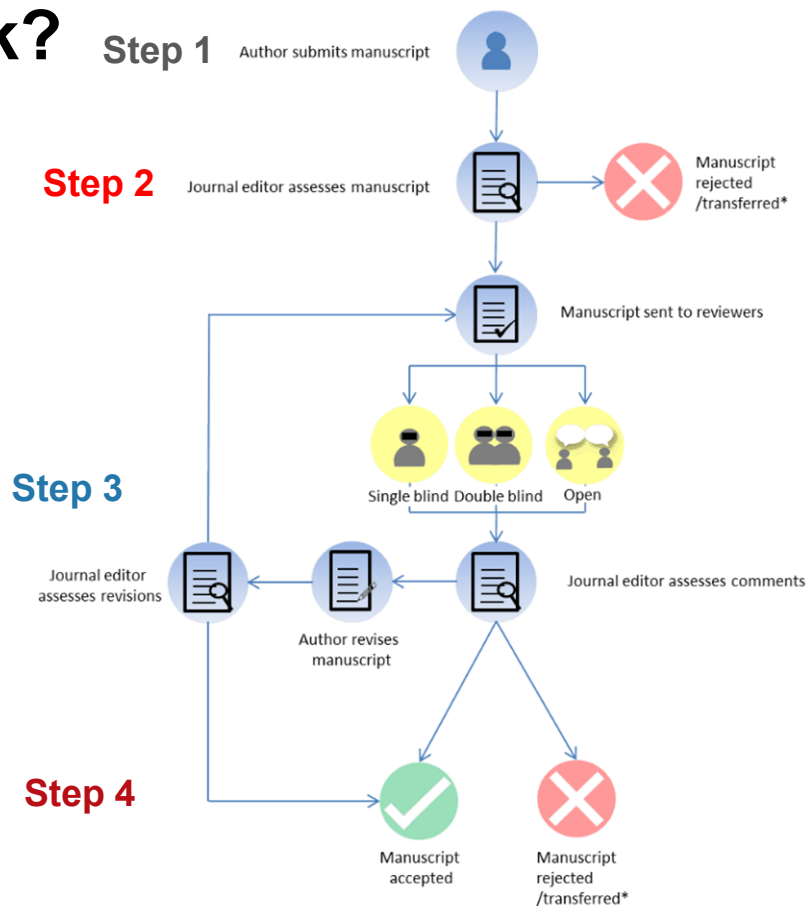 k?
Step 1
Author submits manuscript
Step 2
Journal editor assesses manuscript
Manuscript
rejected
/transferred*
Manuscript sent to reviewers
Single blind
Double blind
Open
Step 3
Journal editor
assesses revisions
Author revises
manuscript
Journal editor assesses comments
Step 4
Manuscript
accepted
Manuscript
rejected
/transferred*